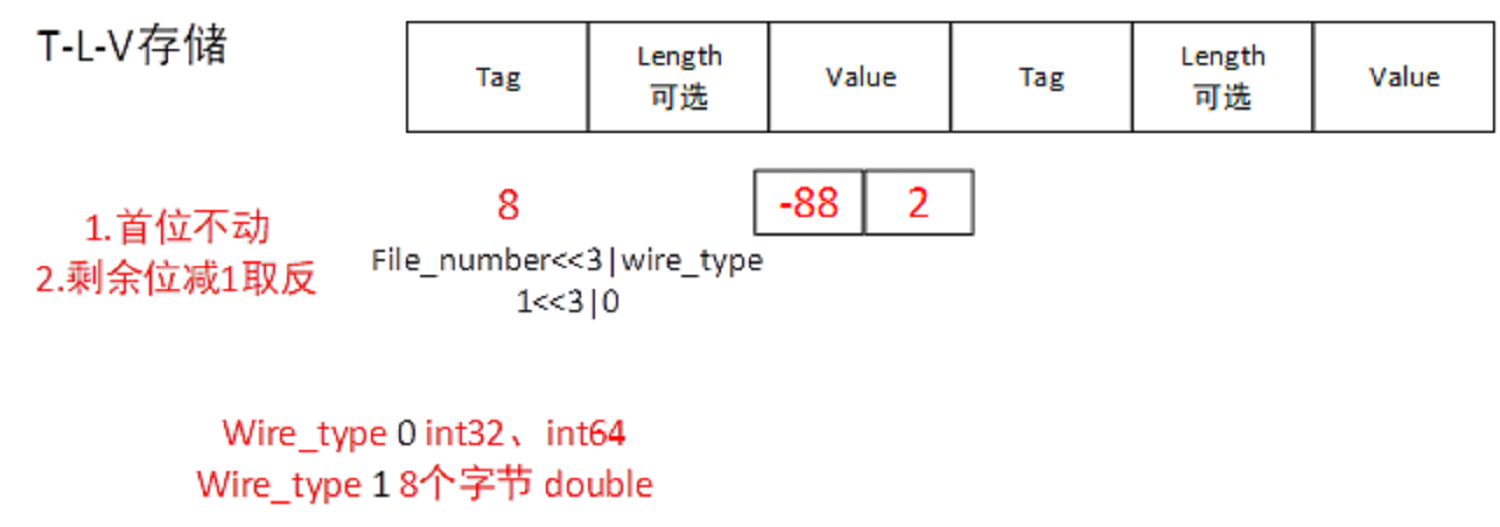 T-L-V存储
Tag
Length
可选
Value
Tag
Length
可选
Value
8
-88
2
1.首位不动
2.剩余位减1取反
File_number<<3|wire_type
1<<3|0
Wire_type 0 int32、int64
Wire_type 1 8个字节 double